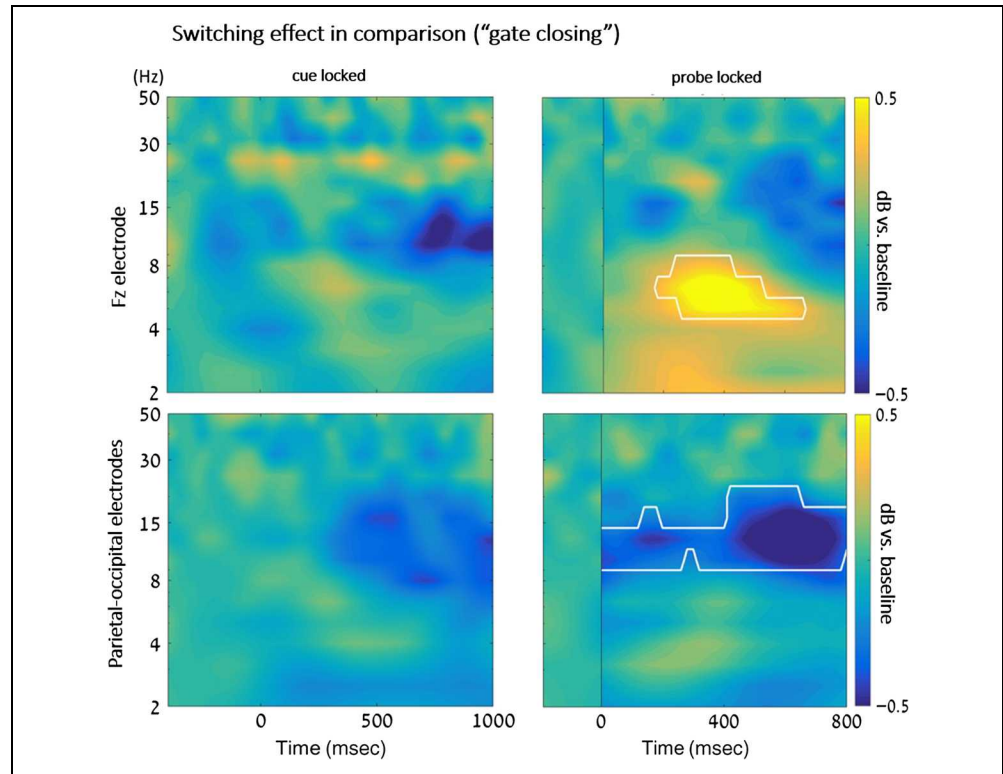 Switching effect in comparison (“gate closing”)
cue locked
probe locked
(Hz)
50
30
15
8
4
2
Fz electrode
0.5
dB vs. baseline
−0.5
50
30
15
8
4
2
Parietal-occipital electrodes
0.5
dB vs. baseline
−0.5
0 500 1000
Time (msec)
0 400 800
Time (msec)